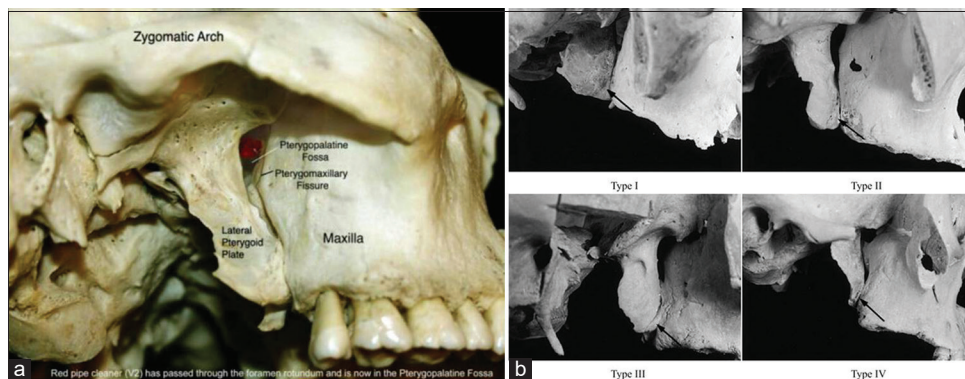 Zygomatic Arch
Pterygopalatine
Fossa
Pterygomaxillary
Fissure
Lateral
Pterygoid
Plate
Maxilla
a
Red pipe cleaner (V2) has passed through the foramen rotundum and is now in the Pterygopalatine Fossa
Type I
Type II
b
Type III
Type IV